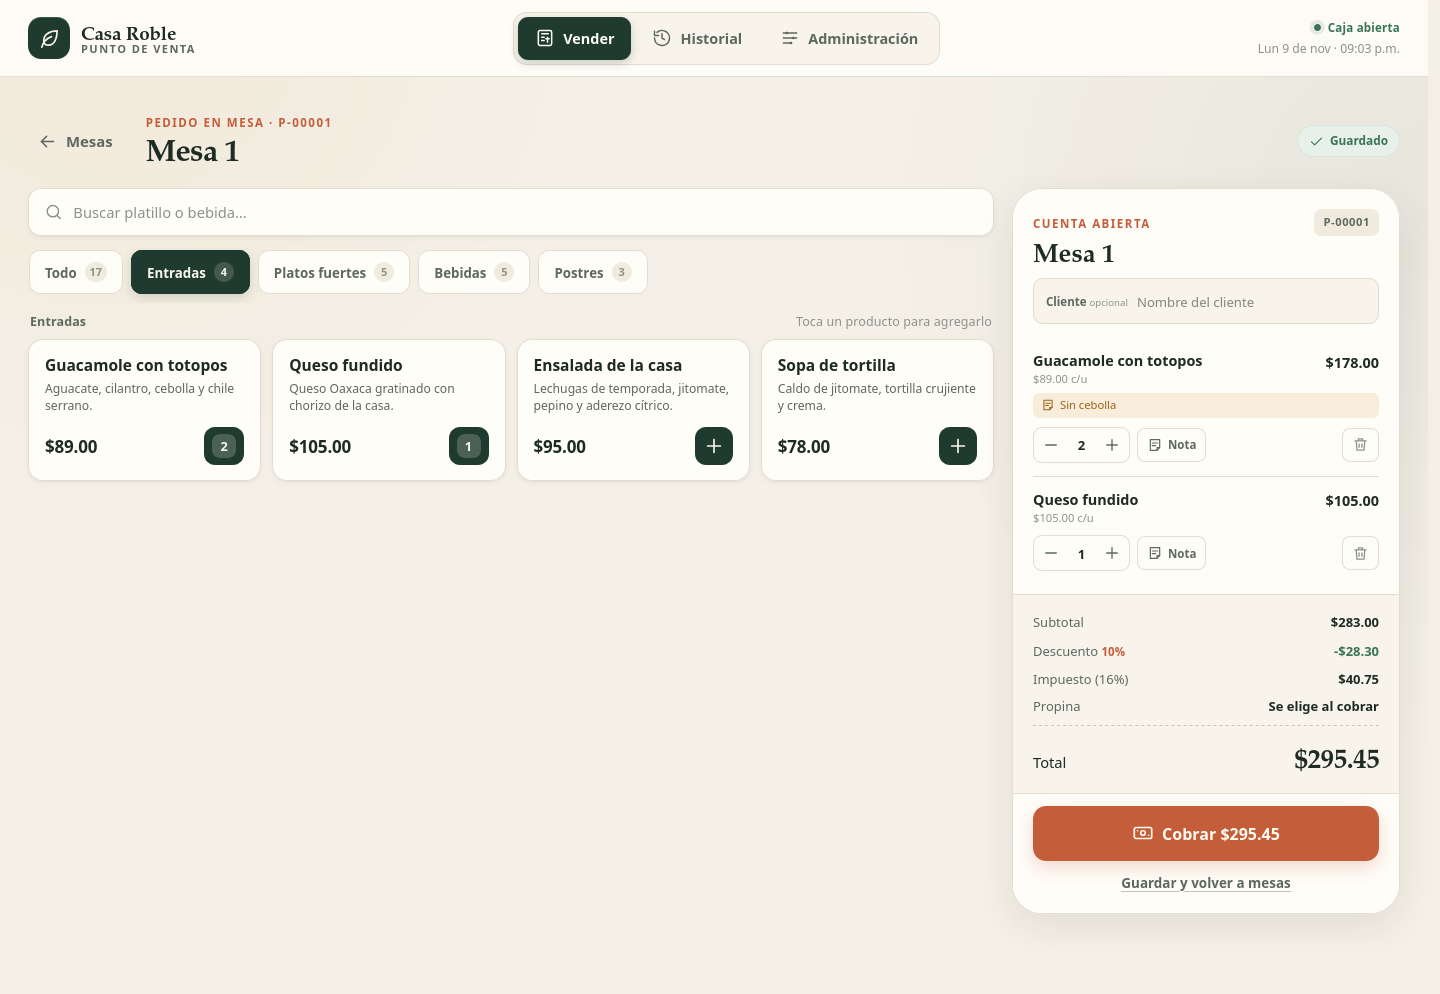 Casa Roble
PUNTO DE VENTA
Vender
Historial
Administración
Caja abierta
Lun 9 de nov · 09:03 p.m.
Mesas
PEDIDO EN MESA · P-00001
Mesa 1
Guardado
Buscar platillo o bebida...
Todo 17
Entradas 4
Platos fuertes 5
Bebidas 5
Postres 3
Entradas
Toca un producto para agregarlo
Guacamole con totopos
Aguacate, cilantro, cebolla y chile
serrano.
$89.00
2
Queso fundido
Queso Oaxaca gratinado con
chorizo de la casa.
$105.00
1
Ensalada de la casa
Lechugas de temporada, jitomate,
pepino y aderezo cítrico.
$95.00
Sopa de tortilla
Caldo de jitomate, tortilla crujiente
y crema.
$78.00
CUENTA ABIERTA
P-00001
Mesa 1
Cliente opcional Nombre del cliente
Guacamole con totopos $178.00
$89.00 c/u
Sin cebolla
2 Nota
Queso fundido $105.00
$105.00 c/u
1 Nota
Subtotal $283.00
Descuento 10% -$28.30
Impuesto (16%) $40.75
Propina Se elige al cobrar
Total $295.45
Cobrar $295.45
Guardar y volver a mesas